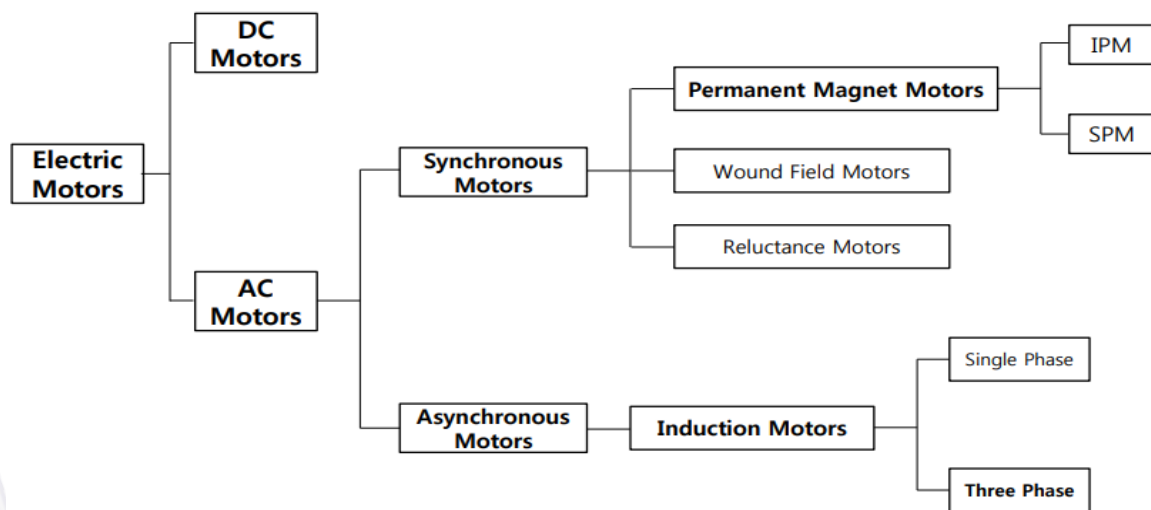 DC
Motors
IPM
Permanent Magnet Motors
SPM
Electric
Motors
Synchronous
Motors
Wound Field Motors
Reluctance Motors
AC
Motors
Single Phase
Asynchronous
Motors
Induction Motors
Three Phase